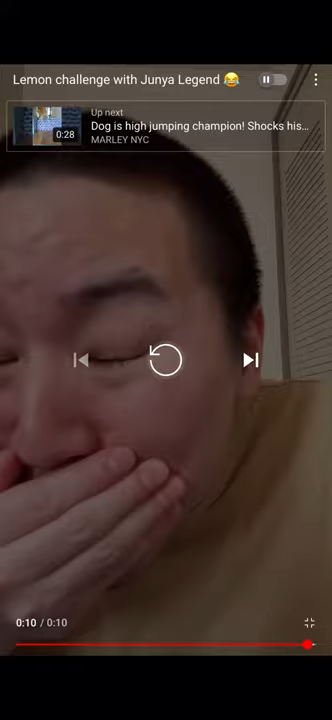 Lemon challenge with Junya Legend 😂
Up next
Dog is high jumping champion! Shocks his…
MARLEY NYC
0:28
0:10 / 0:10